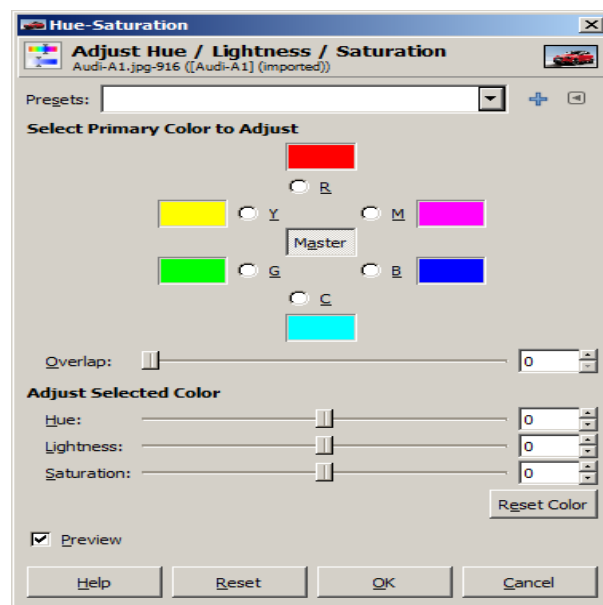 Hue-Saturation
Adjust Hue / Lightness / Saturation
Audi-A1.jpg-916 ([Audi-A1] (imported))
Presets:
Select Primary Color to Adjust
R
Y M
Master
G B
C
Overlap: 0
Adjust Selected Color
Hue: 0
Lightness: 0
Saturation: 0
Reset Color
Preview
Help Reset OK Cancel